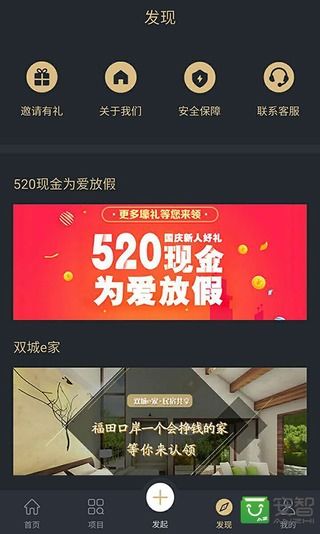 发现
邀请有礼
关于我们
安全保障
联系客服
520现金为爱放假
更多壕礼等您来领
国庆新人好礼
520现金
为爱放假
双城e家
双城e家·民宿共享
福田口岸一个会挣钱的家
等你来认领
首页
项目
发起
发现
我的
安智